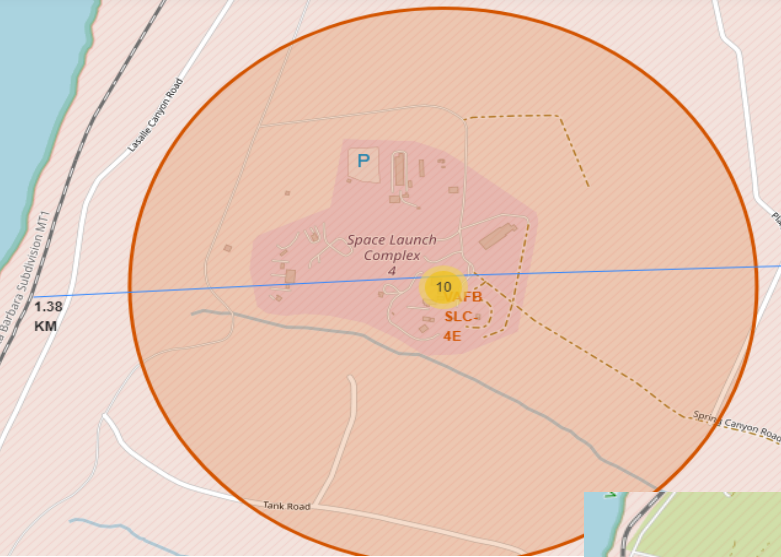 Lasalle Canyon Road
P
Space Launch
Complex
4
10
VAFB
SLC-
4E
1.38
KM
Barbara Subdivision MT1
Spring Canyon Road
Tank Road